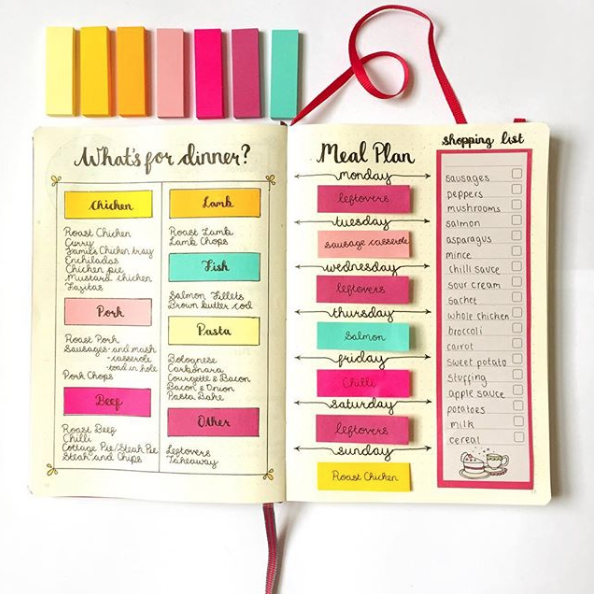 What's for dinner?
Chicken
Roast Chicken
Curry
James Chicken tray
Enchiladas
Chicken pie
Mustard chicken
Fajitas
Pork
Roast Pork
Sausages - and mash
- casserole
- toad in hole
Pork Chops
Beef
Roast Beef
Chilli
Cottage Pie/Steak Pie
Steak and Chips
Lamb
Roast Lamb
Lamb Chops
Fish
Salmon Fillets
Brown butter cod
Pasta
Bolognese
Carbonara
Courgette & Bacon
Bacon & Onion
Pasta Bake
Other
Leftovers
Takeaway
Meal Plan
monday
leftovers
tuesday
sausage casserole
wednesday
leftovers
thursday
Salmon
friday
Chilli
saturday
leftovers
sunday
Roast Chicken
shopping list
sausages
peppers
mushrooms
salmon
asparagus
mince
chilli sauce
sour cream
sachet
whole chicken
broccoli
carrot
sweet potato
stuffing
apple sauce
potatoes
milk
cereal